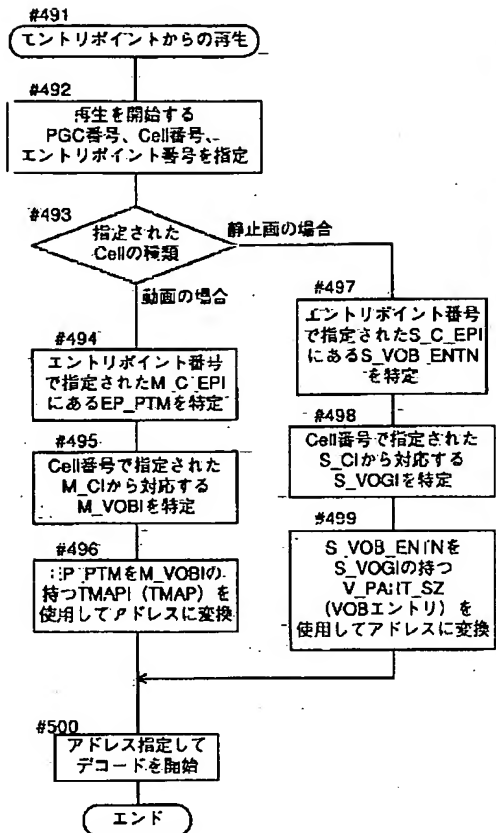 #491
エントリポイントからの再生
#492
再生を開始する
PGC番号、Cell番号、
エントリポイント番号を指定
#493
指定された
Cellの種類
静止画の場合
動画の場合
#494
エントリポイント番号
で指定されたM_C_EPI
にあるEP_PTMを特定
#495
Cell番号で指定された
M_CIから対応する
M_VOBIを特定
#496
EP_PTMをM_VOBIの
持つTMAPI（TMAP）を
使用してアドレスに変換
#497
エントリポイント番号
で指定されたS_C_EPI
にあるS_VOB_ENTN
を特定
#498
Cell番号で指定された
S_CIから対応する
S_VOGIを特定
#499
S_VOB_ENTNを
S_VOGIの持つ
V_PART_SZ
（VOBエントリ）を
使用してアドレスに変換
#500
アドレス指定して
デコードを開始
エンド